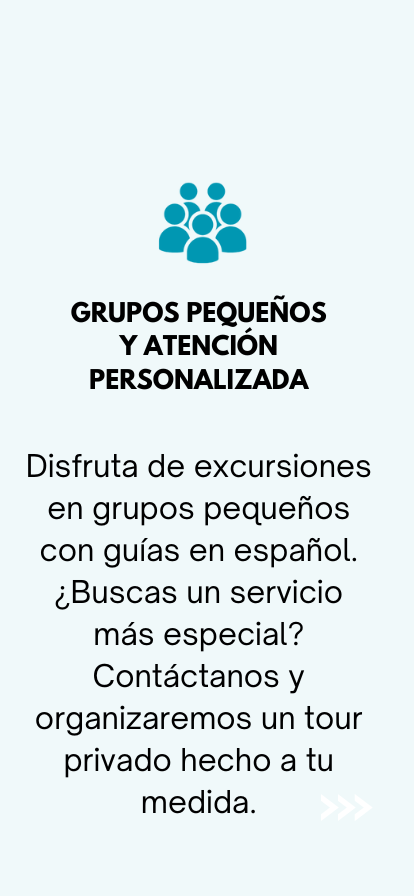 GRUPOS PEQUEÑOS
Y ATENCIÓN
PERSONALIZADA
Disfruta de excursiones
en grupos pequeños
con guías en español.
¿Buscas un servicio
más especial?
Contáctanos y
organizaremos un tour
privado hecho a tu
medida.